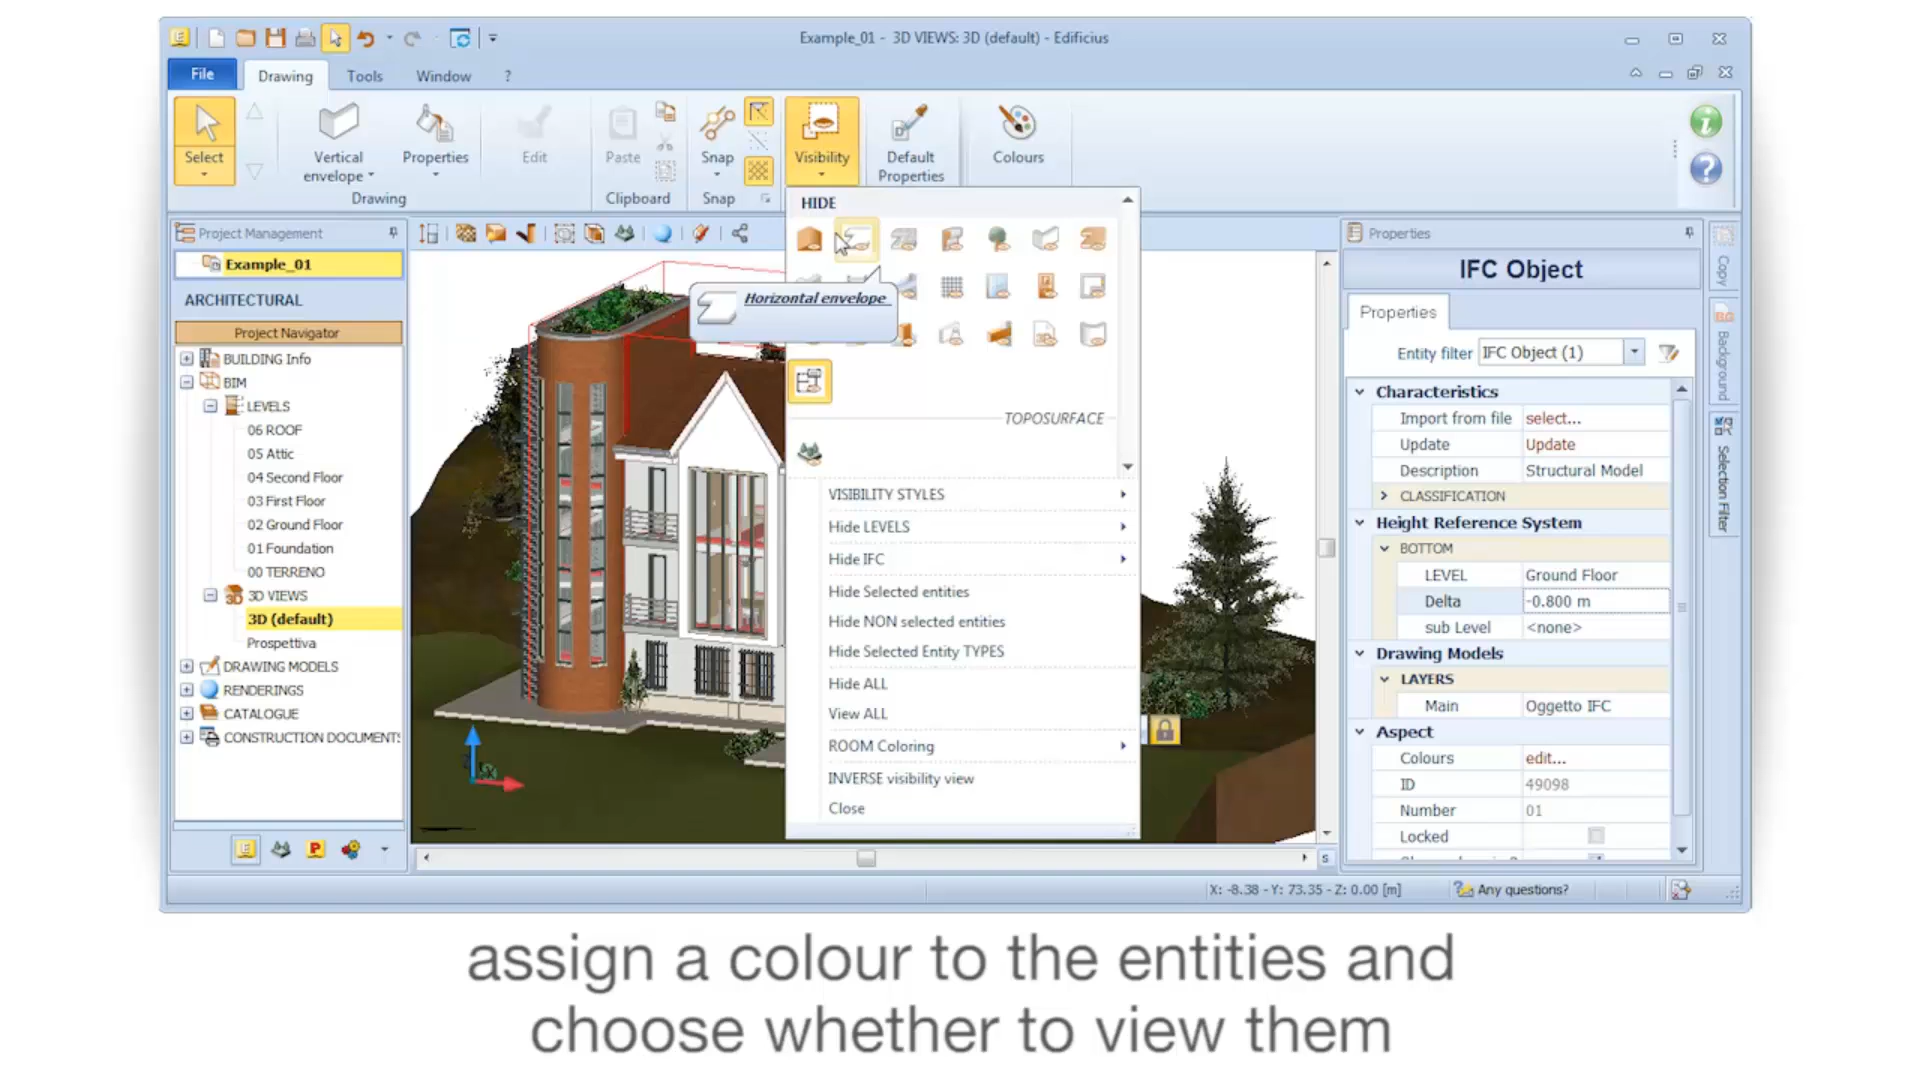 Example_01 - 3D VIEWS: 3D (default) - Edificius
File
Drawing
Tools
Window
?
Select
Vertical
envelope
Properties
Edit
Paste
Snap
Visibility
Default
Properties
Colours
Drawing
Clipboard
Snap
Project Management
Example_01
ARCHITECTURAL
Project Navigator
BUILDING Info
BIM
LEVELS
06 ROOF
05 Attic
04 Second Floor
03 First Floor
02 Ground Floor
01 Foundation
00 TERRENO
3D VIEWS
3D (default)
Prospettiva
DRAWING MODELS
RENDERINGS
CATALOGUE
CONSTRUCTION DOCUMENTS
HIDE
Horizontal envelope
TOPOSURFACE
VISIBILITY STYLES
Hide LEVELS
Hide IFC
Hide Selected entities
Hide NON selected entities
Hide Selected Entity TYPES
Hide ALL
View ALL
ROOM Coloring
INVERSE visibility view
Close
Properties
IFC Object
Properties
Entity filter IFC Object (1)
Characteristics
Import from file select...
Update Update
Description Structural Model
CLASSIFICATION
Height Reference System
BOTTOM
LEVEL Ground Floor
Delta -0.800 m
sub Level <none>
Drawing Models
LAYERS
Main Oggetto IFC
Aspect
Colours edit...
ID 49098
Number 01
Locked
Copy
Background
Selection Filter
S
X: -8.38 - Y: 73.35 - Z: 0.00 [m]
Any questions?
assign a colour to the entities and
choose whether to view them